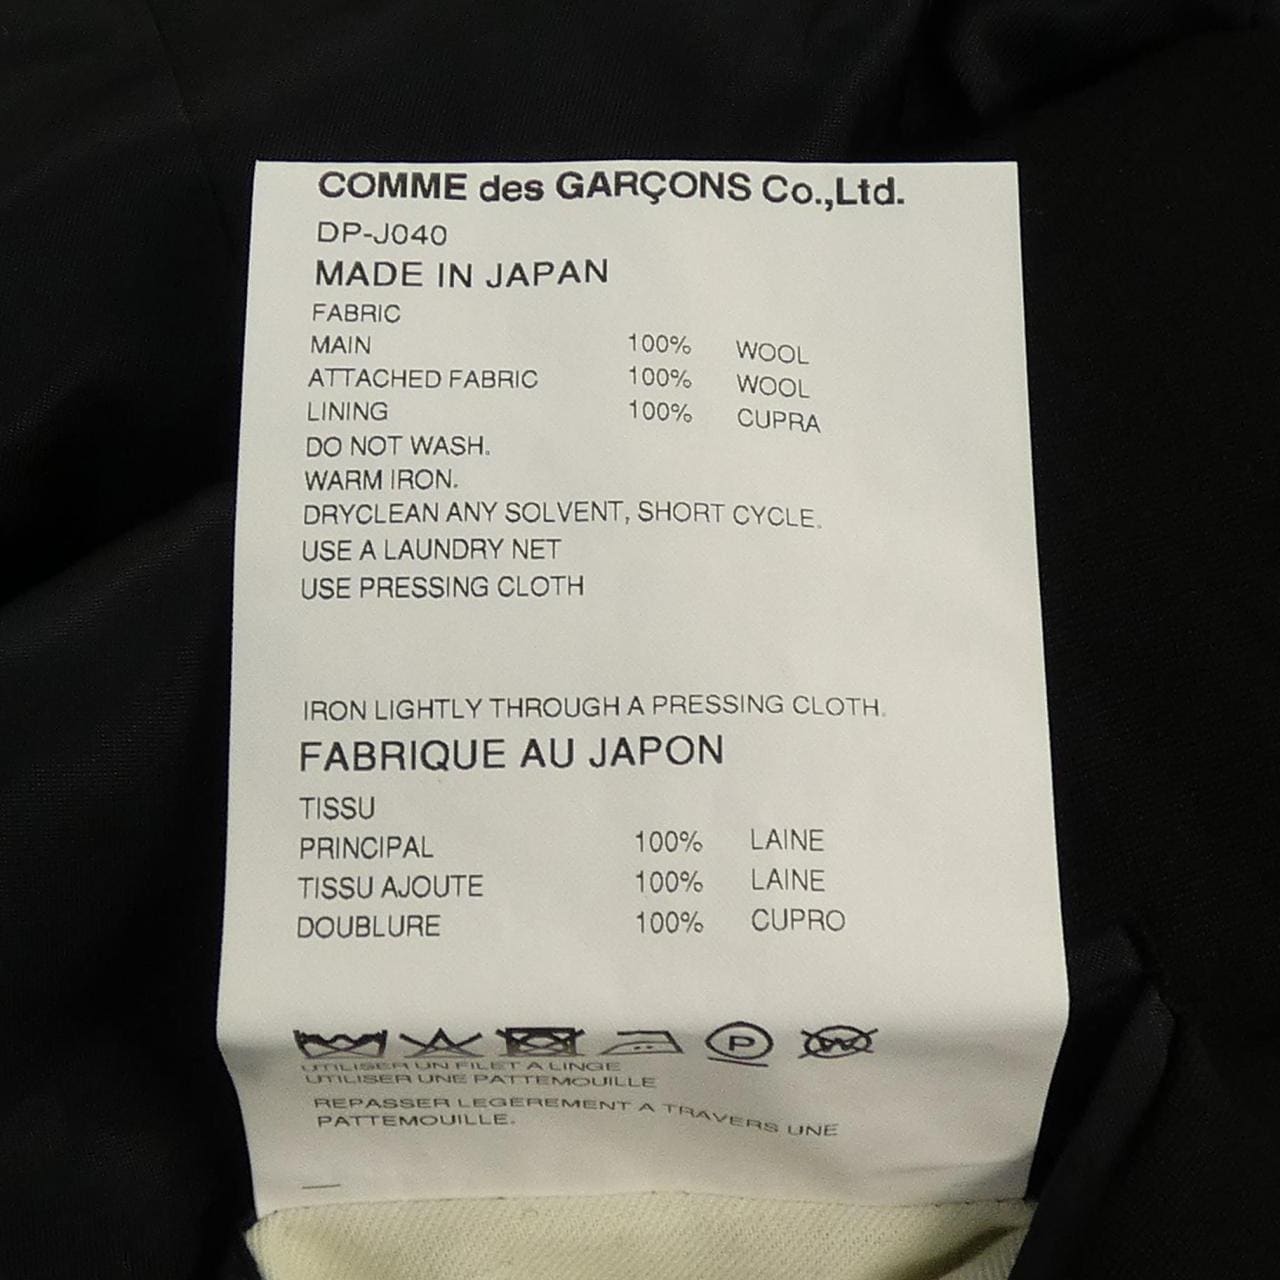 COMME des GARÇONS Co.,Ltd.
DP-J040
MADE IN JAPAN
FABRIC
MAIN 100% WOOL
ATTACHED FABRIC 100% WOOL
LINING 100% CUPRA
DO NOT WASH.
WARM IRON.
DRYCLEAN ANY SOLVENT, SHORT CYCLE.
USE A LAUNDRY NET
USE PRESSING CLOTH
IRON LIGHTLY THROUGH A PRESSING CLOTH.
FABRIQUE AU JAPON
TISSU
PRINCIPAL 100% LAINE
TISSU AJOUTE 100% LAINE
DOUBLURE 100% CUPRO
P W
UTILISER UN FILET A LINGE
UTILISER UNE PATTEMOUILLE
REPASSER LEGEREMENT A TRAVERS UNE
PATTEMOUILLE.